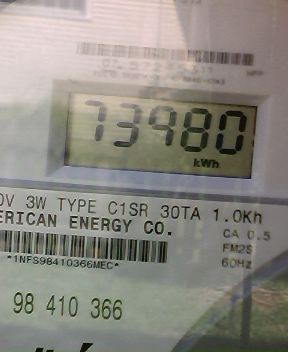 73980
kWh
0V 3W TYPE C1SR 30TA 1.0Kh
ERICAN ENERGY CO.
CA 0.5
FM2S
60Hz
*1NFS98410366MEC*
98 410 366